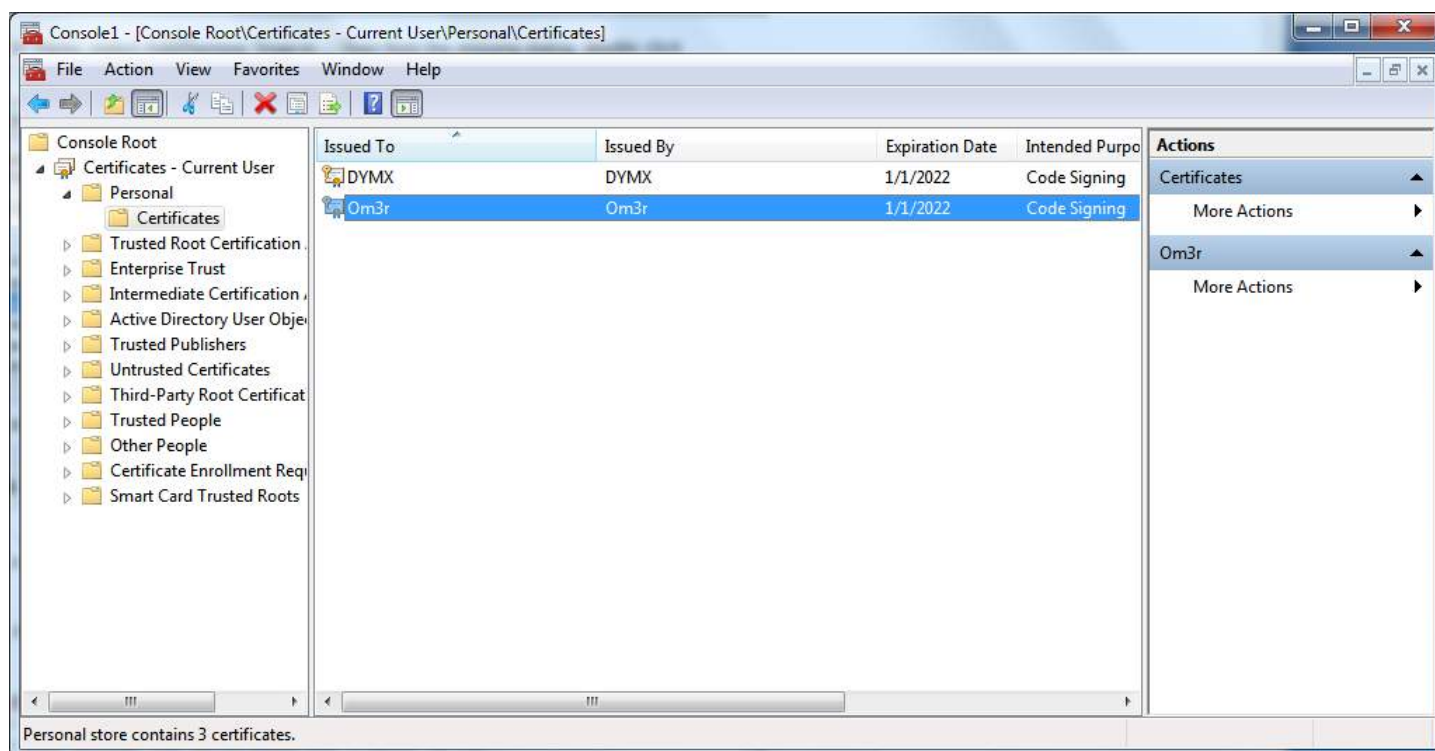 Console1 - [Console Root\Certificates - Current User\Personal\Certificates]
File Action View Favorites Window Help
Console Root
Certificates - Current User
Personal
Certificates
Trusted Root Certification
Enterprise Trust
Intermediate Certification
Active Directory User Obje
Trusted Publishers
Untrusted Certificates
Third-Party Root Certificat
Trusted People
Other People
Certificate Enrollment Requ
Smart Card Trusted Roots
Issued To Issued By Expiration Date Intended Purpo
DYMX DYMX 1/1/2022 Code Signing
Om3r Om3r 1/1/2022 Code Signing
Actions
Certificates
More Actions
Om3r
More Actions
Personal store contains 3 certificates.